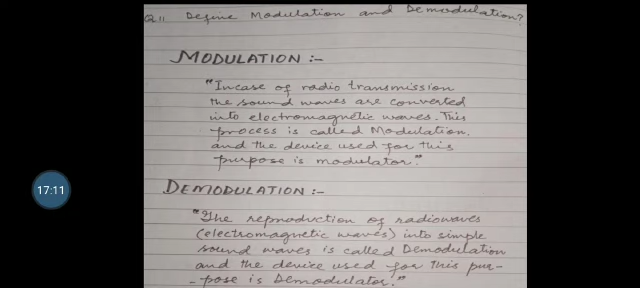 Q.11 Define Modulation and Demodulation?
MODULATION :-
"Incase of radio transmission
the sound waves are converted
into electromagnetic waves. This
process is called Modulation.
and the device used for this
purpose is modulator."
DEMODULATION :-
"The reproduction of radiowaves
(electromagnetic waves) into simple
sound waves is called Demodulation
and the device used for this pur-
-pose is Demodulator."
17:11